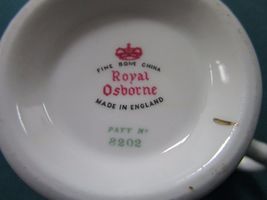 FINE BONE CHINA
Royal
Osborne
MADE IN ENGLAND
PATT Nº
8202